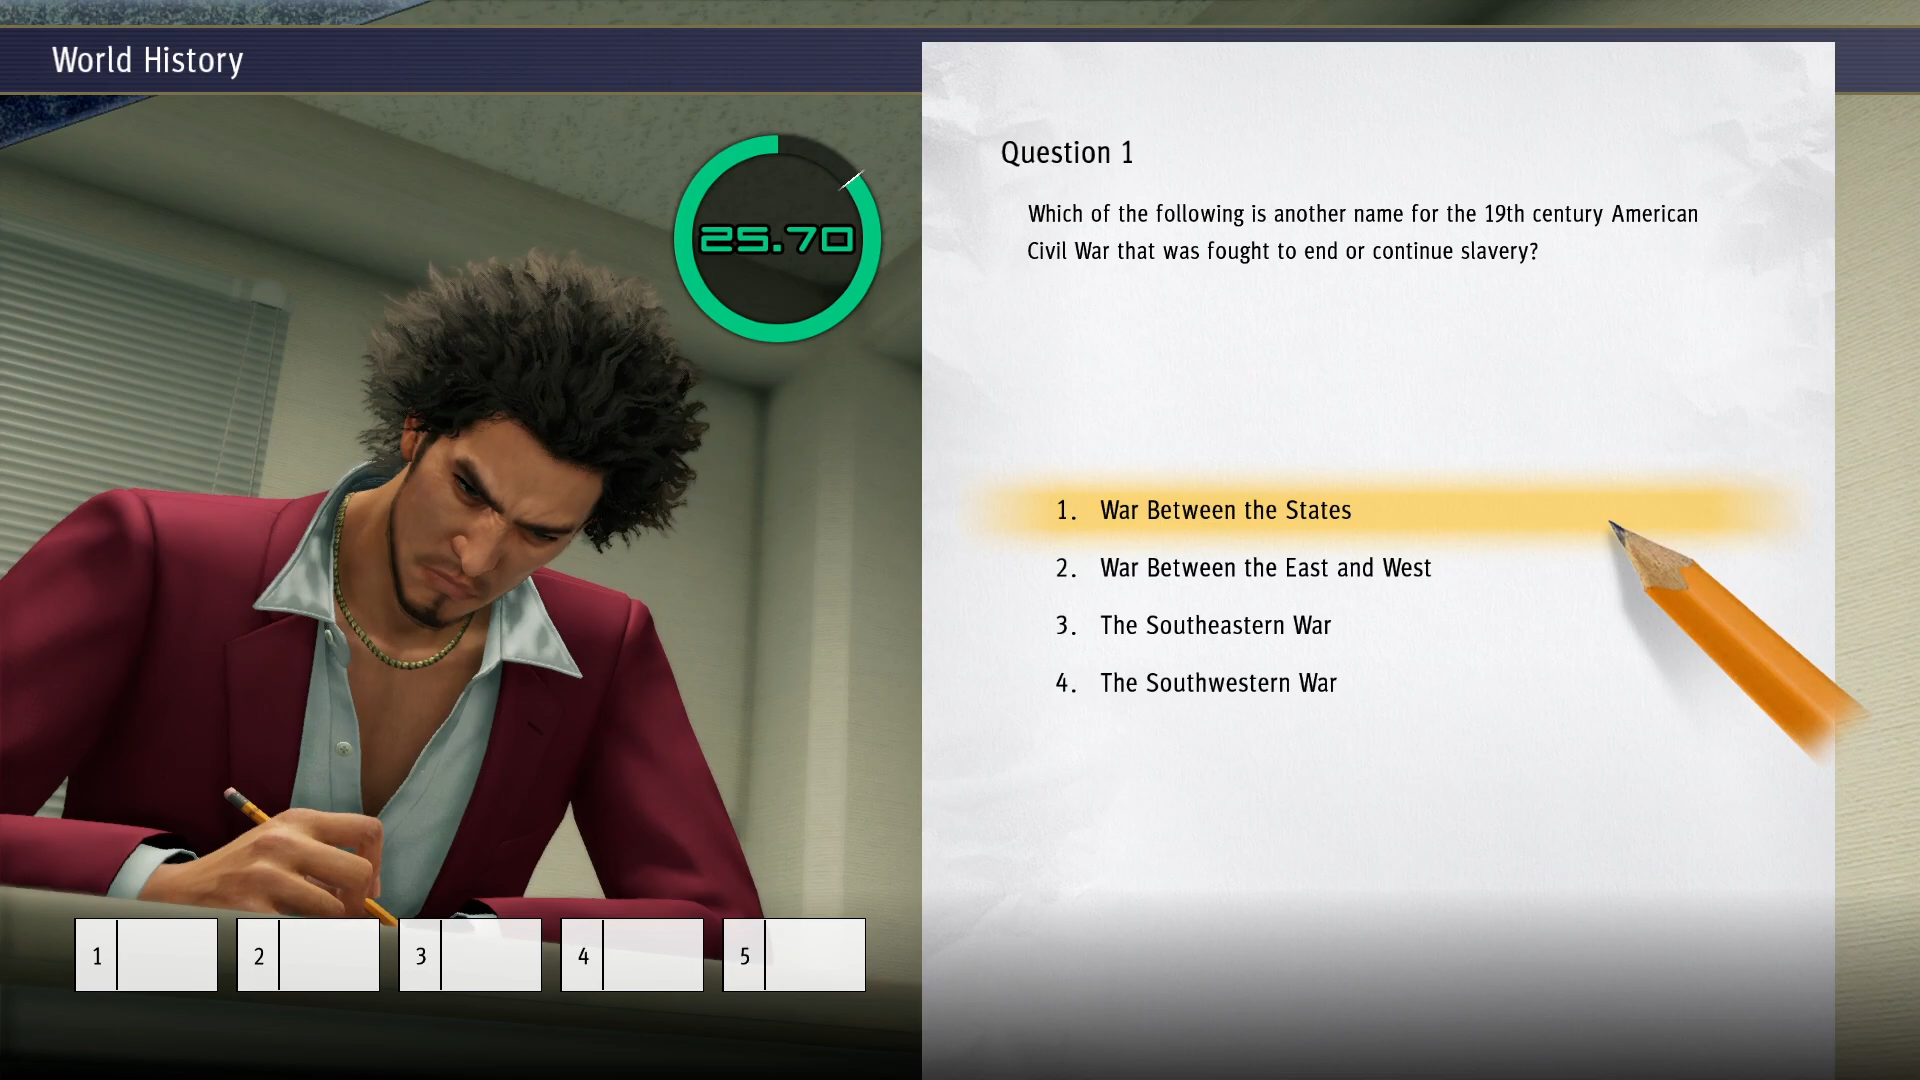 World History
25.70
Question 1
Which of the following is another name for the 19th century American
Civil War that was fought to end or continue slavery?
1. War Between the States
2. War Between the East and West
3. The Southeastern War
4. The Southwestern War
1
2
3
4
5